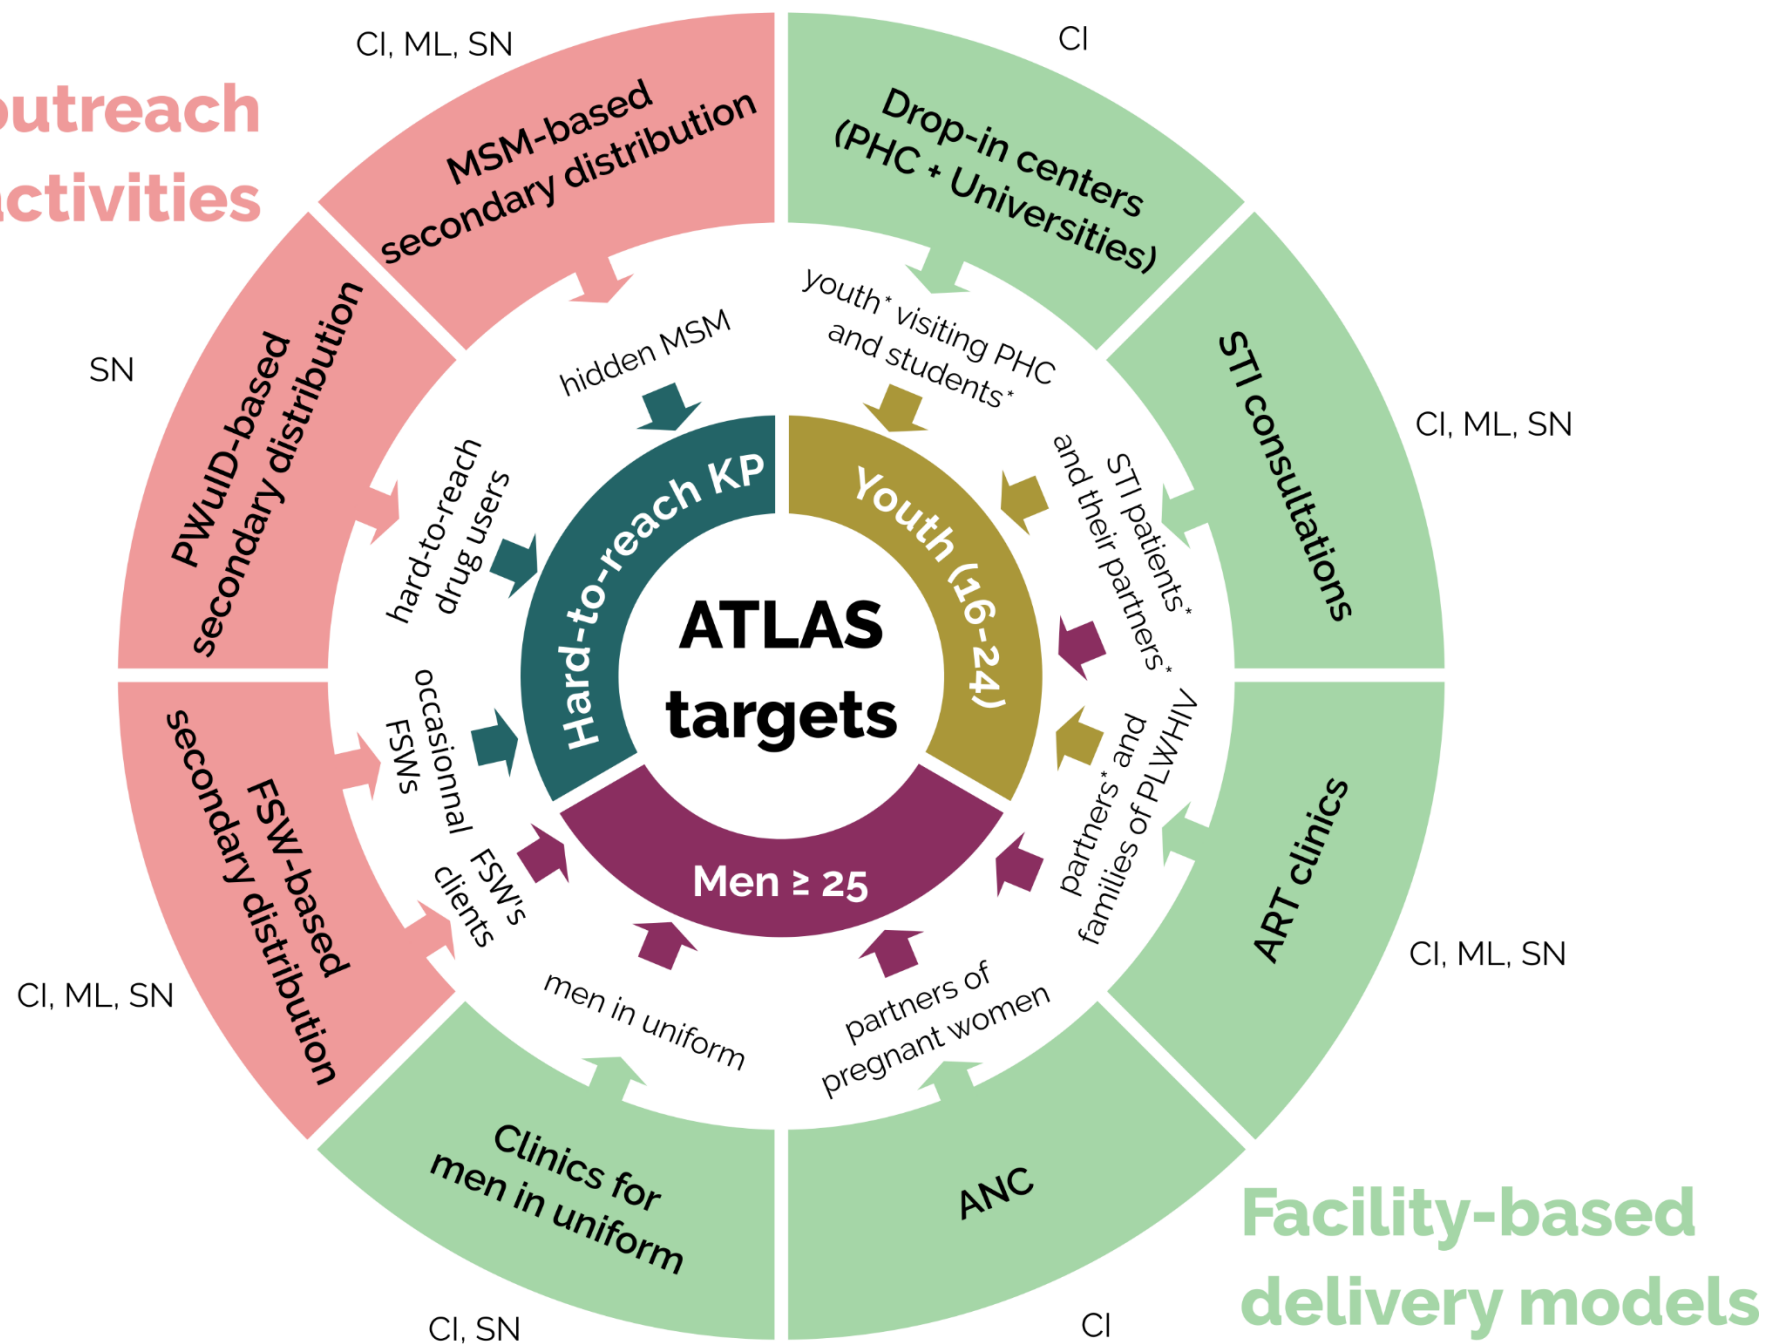 CI, ML, SN
CI
outreach
activities
MSM-based
secondary distribution
Drop-in centers
(PHC + Universities)
SN
PWuID-based
secondary distribution
STI consultations
CI, ML, SN
hidden MSM
youth* visiting PHC
and students*
hard-to-reach
drug users
STI patients*
and their partners*
Hard-to-reach KP
Youth (16-24)
ATLAS
targets
Men ≥ 25
occasionnal
FSWs
FSW's
clients
partners* and
families of PLWHIV
men in uniform
partners of
pregnant women
FSW-based
secondary distribution
CI, ML, SN
ART clinics
CI, ML, SN
Clinics for
men in uniform
CI, SN
ANC
CI
Facility-based
delivery models